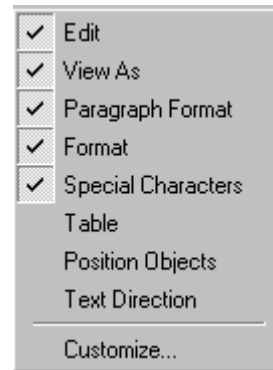 Edit
View As
Paragraph Format
Format
Special Characters
Table
Position Objects
Text Direction
Customize...